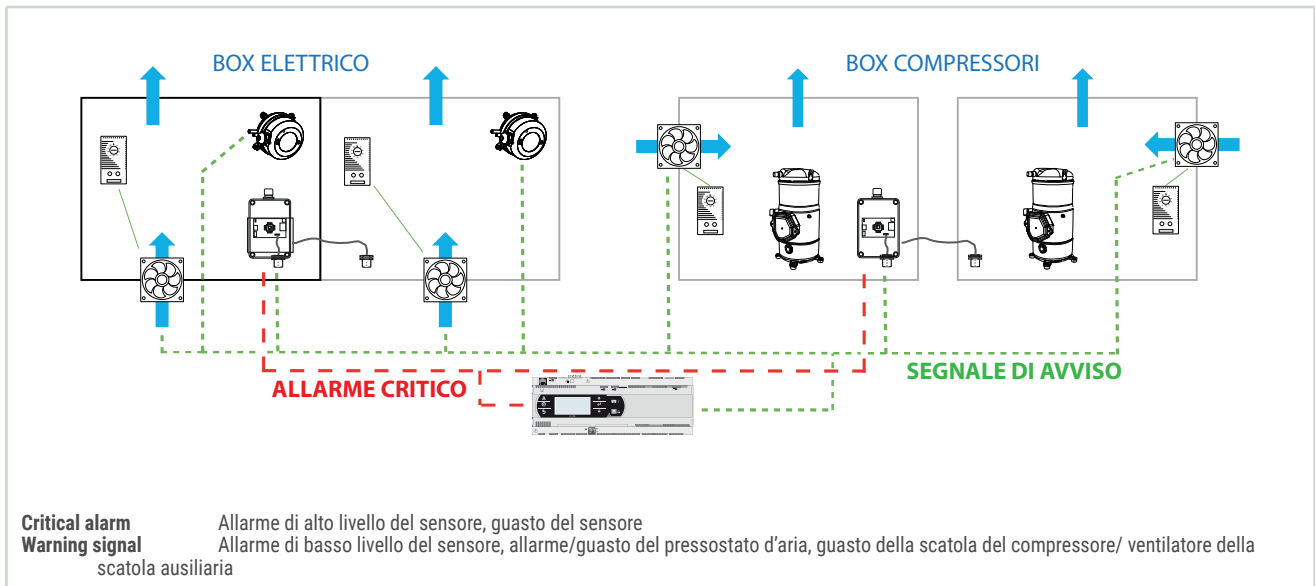 BOX ELETTRICO
BOX COMPRESSORI
ALLARME CRITICO
SEGNALE DI AVVISO
Critical alarm Allarme di alto livello del sensore, guasto del sensore
Warning signal Allarme di basso livello del sensore, allarme/guasto del pressostato d'aria, guasto della scatola del compressore/ ventilatore della
scatola ausiliaria